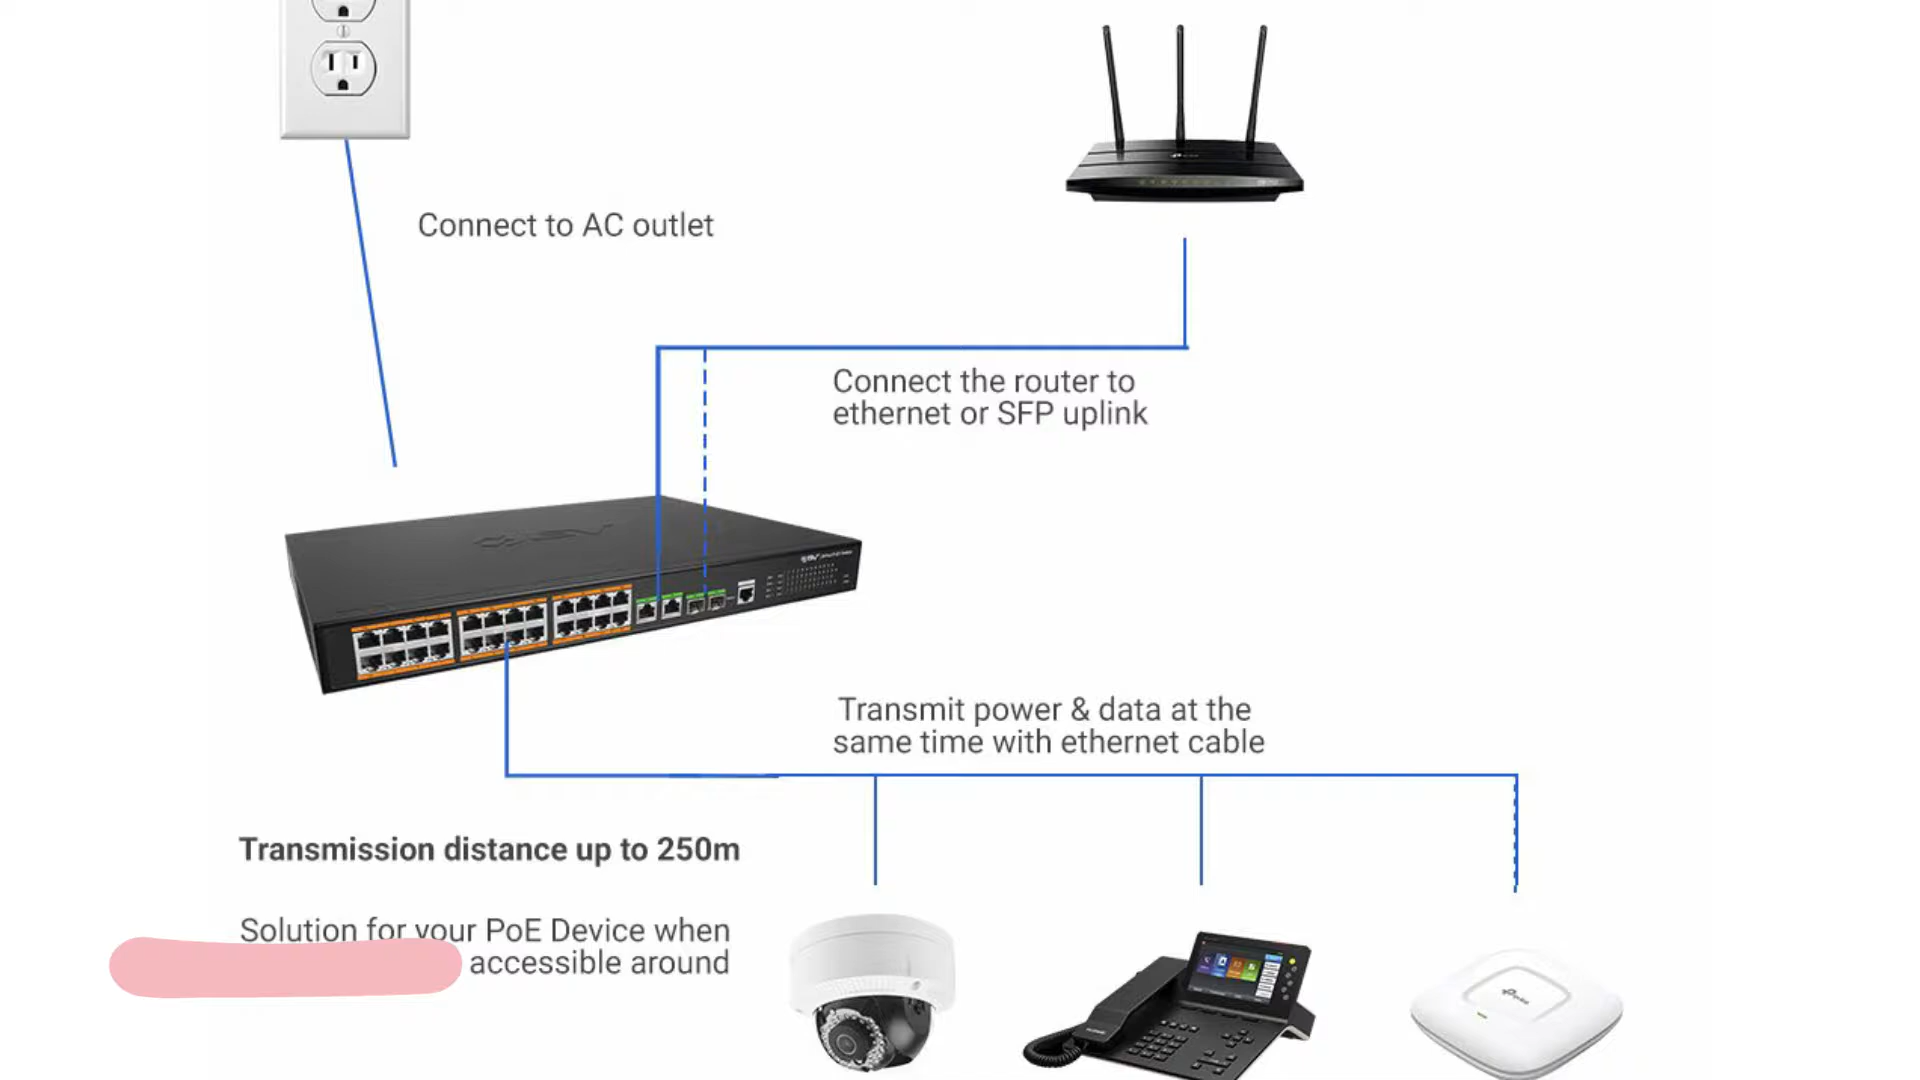 Connect to AC outlet
Connect the router to
ethernet or SFP uplink
Transmit power & data at the
same time with ethernet cable
Transmission distance up to 250m
Solution for your PoE Device when
accessible around